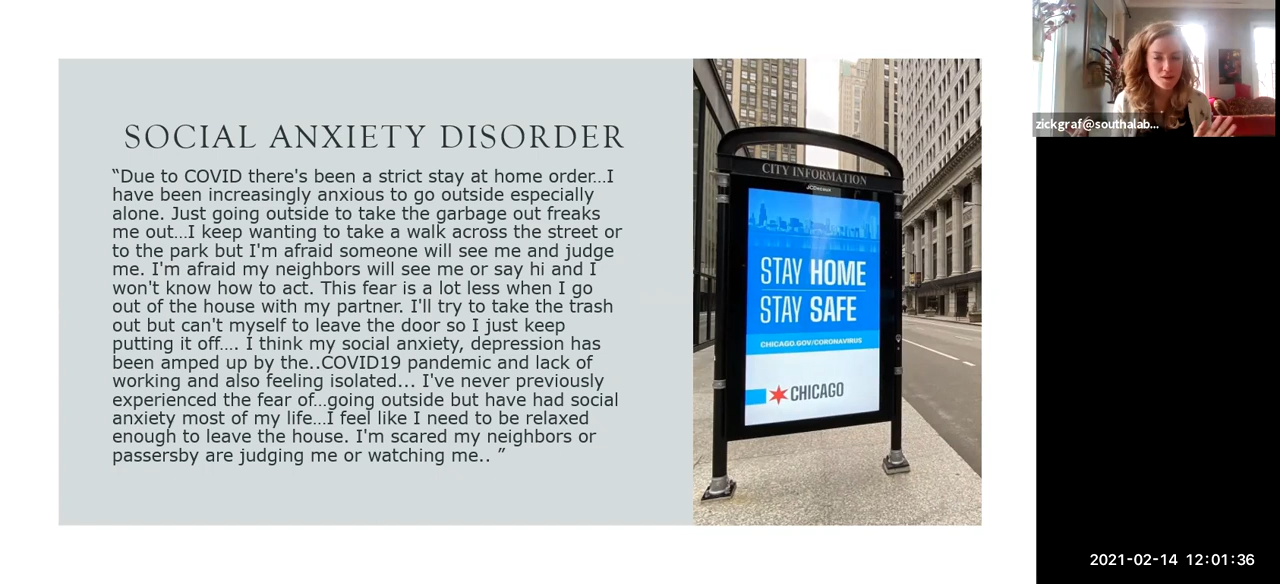 SOCIAL ANXIETY DISORDER
“Due to COVID there's been a strict stay at home order…I
have been increasingly anxious to go outside especially
alone. Just going outside to take the garbage out freaks
me out…I keep wanting to take a walk across the street or
to the park but I'm afraid someone will see me and judge
me. I'm afraid my neighbors will see me or say hi and I
won't know how to act. This fear is a lot less when I go
out of the house with my partner. I'll try to take the trash
out but can't myself to leave the door so I just keep
putting it off…. I think my social anxiety, depression has
been amped up by the..COVID19 pandemic and lack of
working and also feeling isolated... I've never previously
experienced the fear of…going outside but have had social
anxiety most of my life…I feel like I need to be relaxed
enough to leave the house. I'm scared my neighbors or
passersby are judging me or watching me.. ”
CITY INFORMATION
JCDecaux
STAY HOME
STAY SAFE
CHICAGO.GOV/CORONAVIRUS
CHICAGO
zickgraf@southalab...
2021-02-14 12:01:36